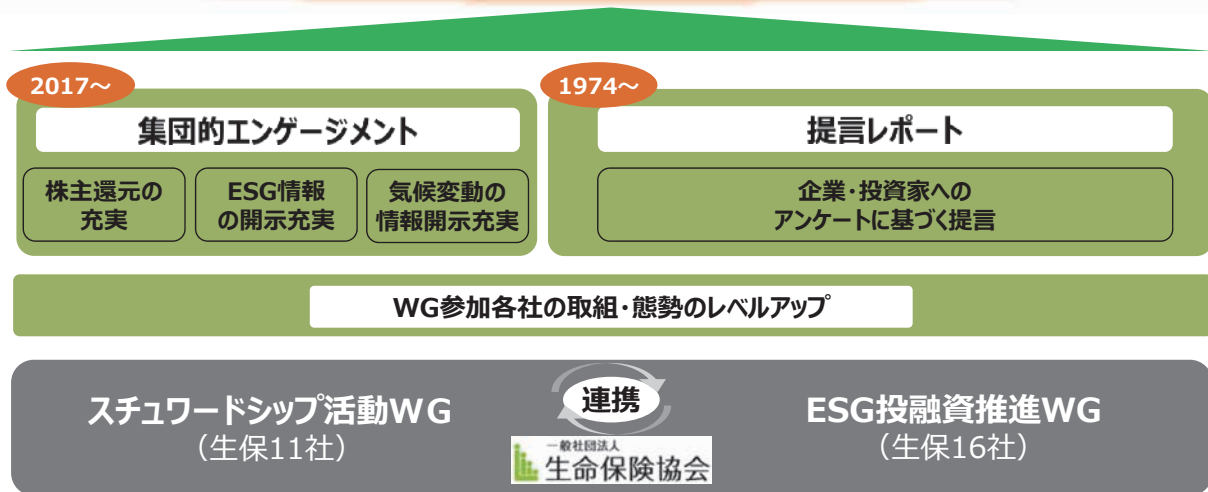 2017～
集団的エンゲージメント
株主還元の
充実
ESG情報
の開示充実
気候変動の
情報開示充実
1974～
提言レポート
企業・投資家への
アンケートに基づく提言
WG参加各社の取組・態勢のレベルアップ
スチュワードシップ活動WG
（生保11社）
連携
一般社団法人
生命保険協会
ESG投融資推進WG
（生保16社）